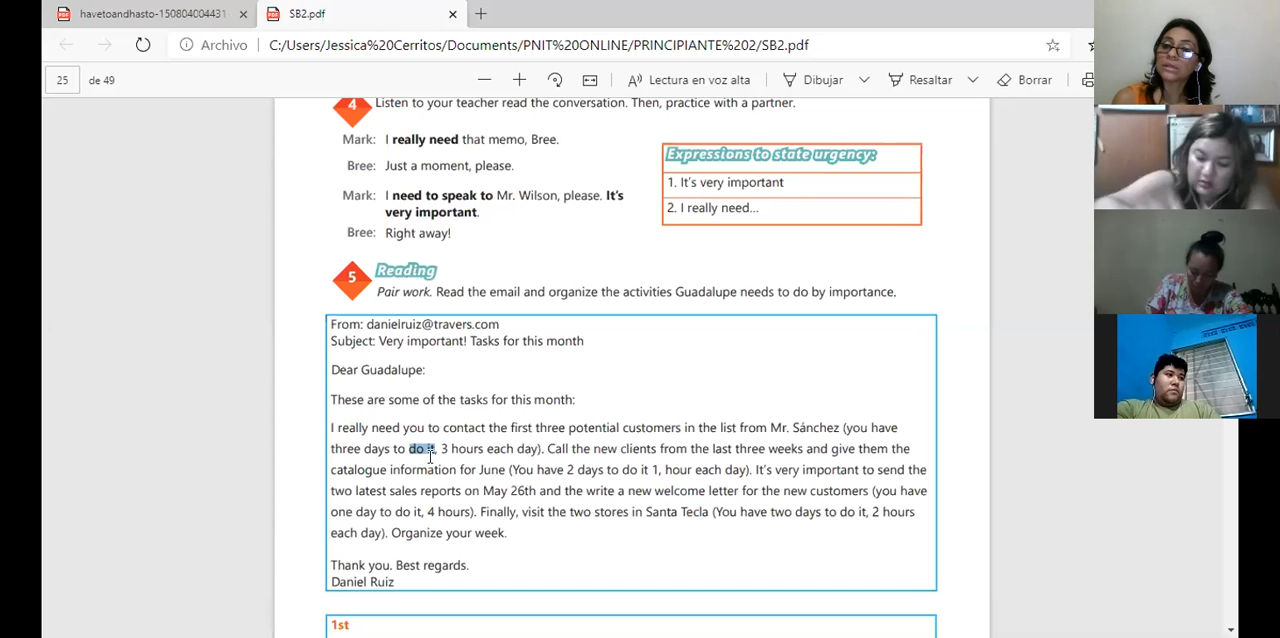 havetoandhasto-150804004431
SB2.pdf
Archivo C:/Users/Jessica%20Cerritos/Documents/PNIT%20ONLINE/PRINCIPIANTE%202/SB2.pdf
25 de 49 Lectura en voz alta Dibujar Resaltar Borrar
4 Listen to your teacher read the conversation. Then, practice with a partner.
Mark: I really need that memo, Bree.
Bree: Just a moment, please.
Mark: I need to speak to Mr. Wilson, please. It's
very important.
Bree: Right away!
Expressions to state urgency:
1. It's very important
2. I really need...
5 Reading
Pair work. Read the email and organize the activities Guadalupe needs to do by importance.
From: danielruiz@travers.com
Subject: Very important! Tasks for this month
Dear Guadalupe:
These are some of the tasks for this month:
I really need you to contact the first three potential customers in the list from Mr. Sánchez (you have
three days to do it, 3 hours each day). Call the new clients from the last three weeks and give them the
catalogue information for June (You have 2 days to do it 1, hour each day). It's very important to send the
two latest sales reports on May 26th and the write a new welcome letter for the new customers (you have
one day to do it, 4 hours). Finally, visit the two stores in Santa Tecla (You have two days to do it, 2 hours
each day). Organize your week.
Thank you. Best regards.
Daniel Ruiz
1st